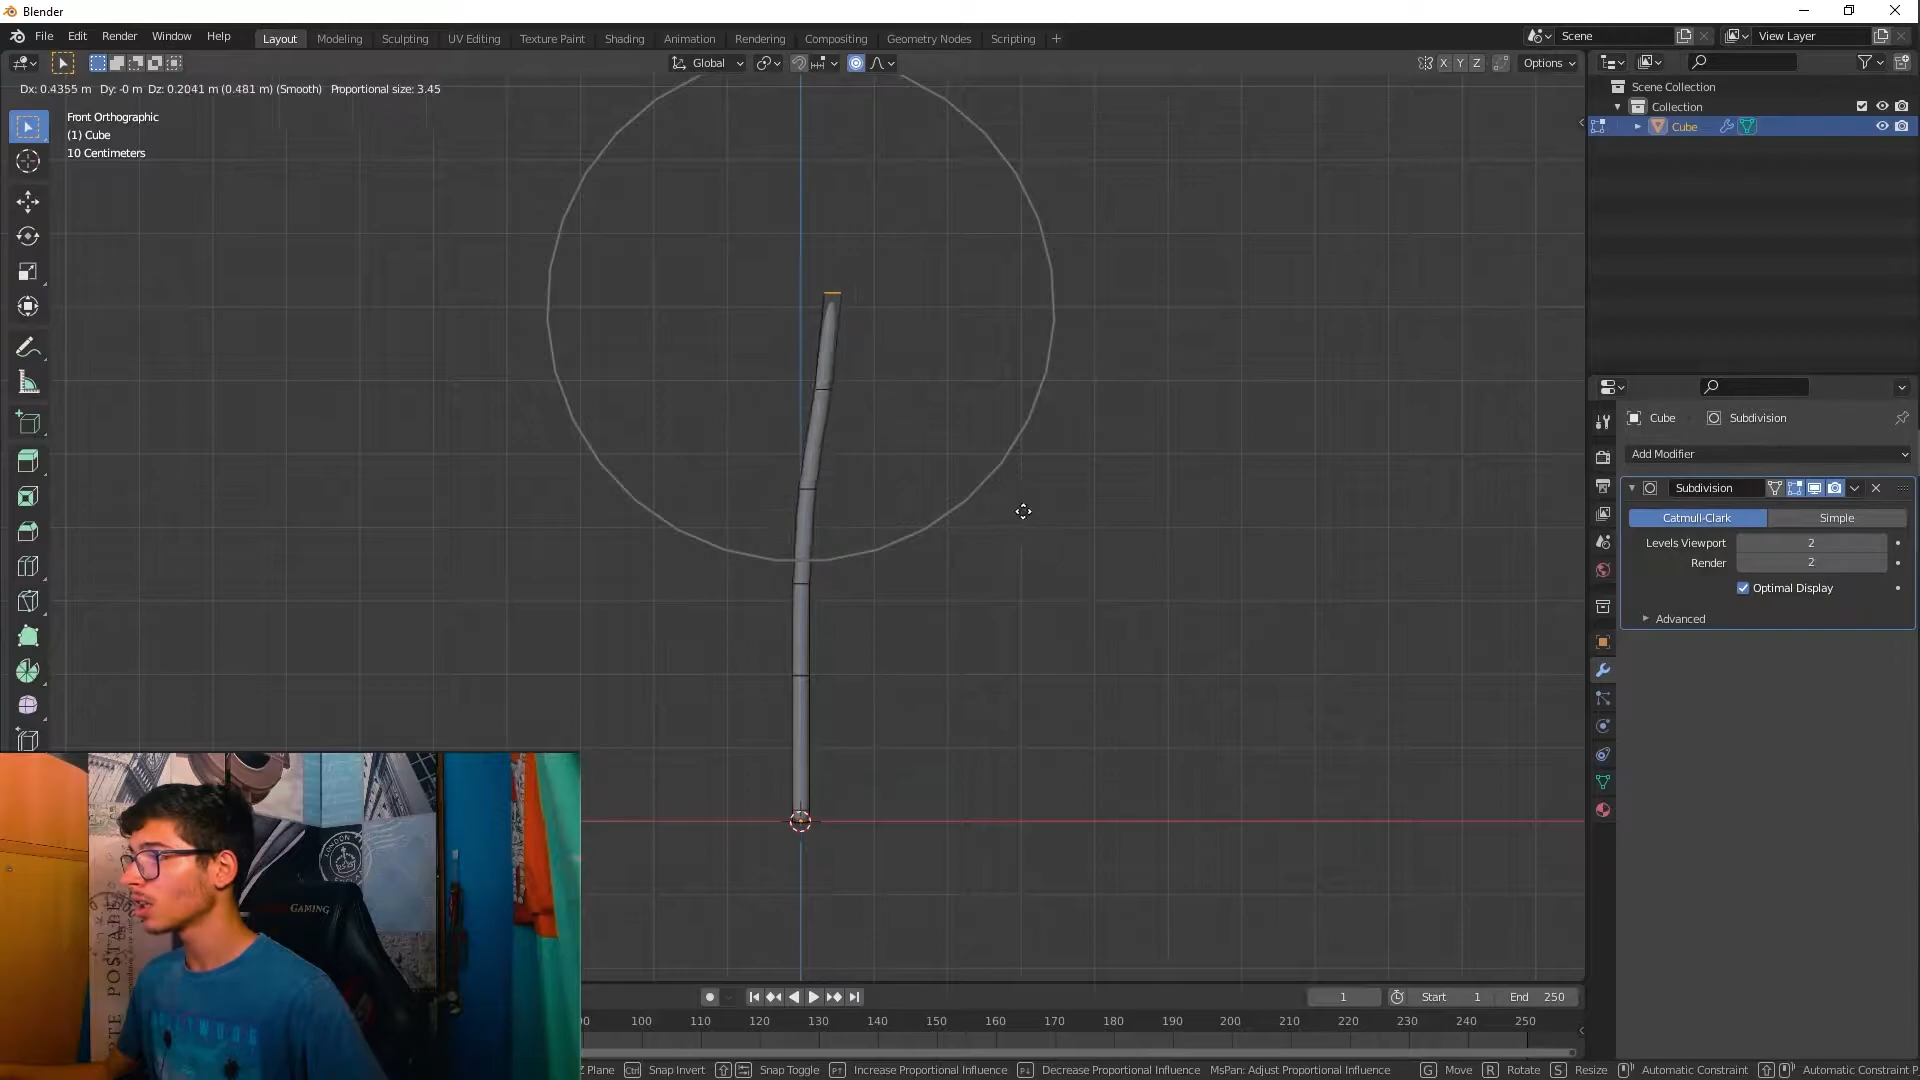 Blender
File Edit Render Window Help
Layout Modeling Sculpting UV Editing Texture Paint Shading Animation Rendering Compositing Geometry Nodes Scripting +
Scene
View Layer
Global
X Y Z Options
Dx: 0.4355 m Dy: -0 m Dz: 0.2041 m (0.481 m) (Smooth) Proportional size: 3.45
Front Orthographic
(1) Cube
10 Centimeters
Scene Collection
Collection
Cube
Cube
Subdivision
Add Modifier
Subdivision
Catmull-Clark Simple
Levels Viewport 2
Render 2
Optimal Display
Advanced
LONDON
GAMING
POSTALE
1 Start 1 End 250
100 110 120 130 140 150 160 170 180 190 200 210 220 230 240 250
Z Plane Ctrl Snap Invert Snap Toggle Increase Proportional Influence Decrease Proportional Influence MsPan: Adjust Proportional Influence G Move R Rotate S Resize Automatic Constraint Automatic Constraint P